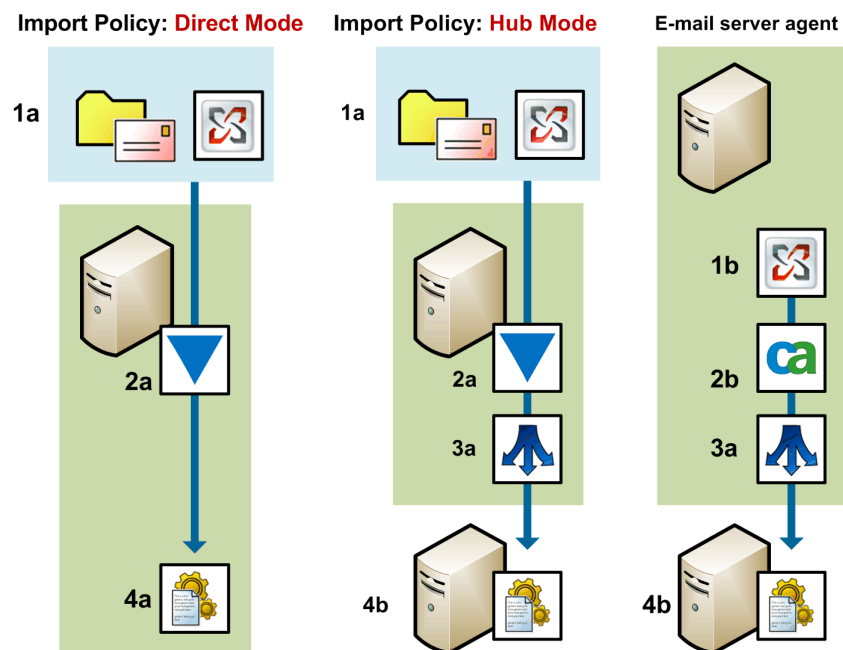 Import Policy: Direct Mode
Import Policy: Hub Mode
E-mail server agent
1a
1a
1b
2a
2a
2b
ca
3a
3a
4a
4b
4b